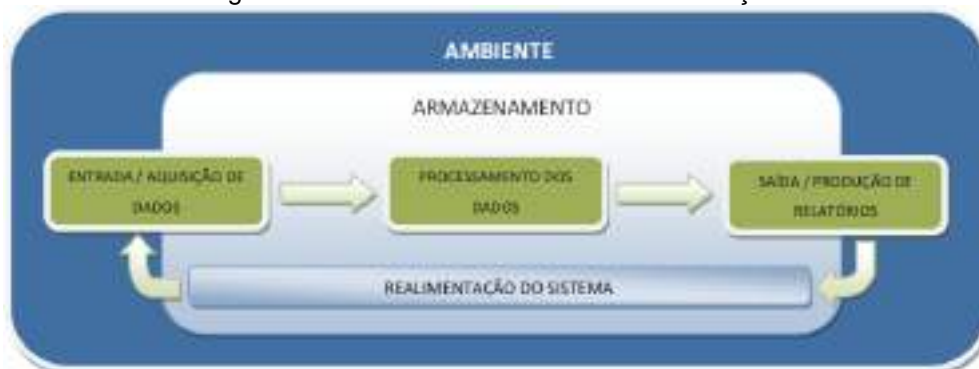 AMBIENTE
ARMAZENAMENTO
ENTRADA / AQUISIÇÃO DE
DADOS
PROCESSAMENTO DOS
DADOS
SAÍDA / PRODUÇÃO DE
RELATÓRIOS
REALIMENTAÇÃO DO SISTEMA